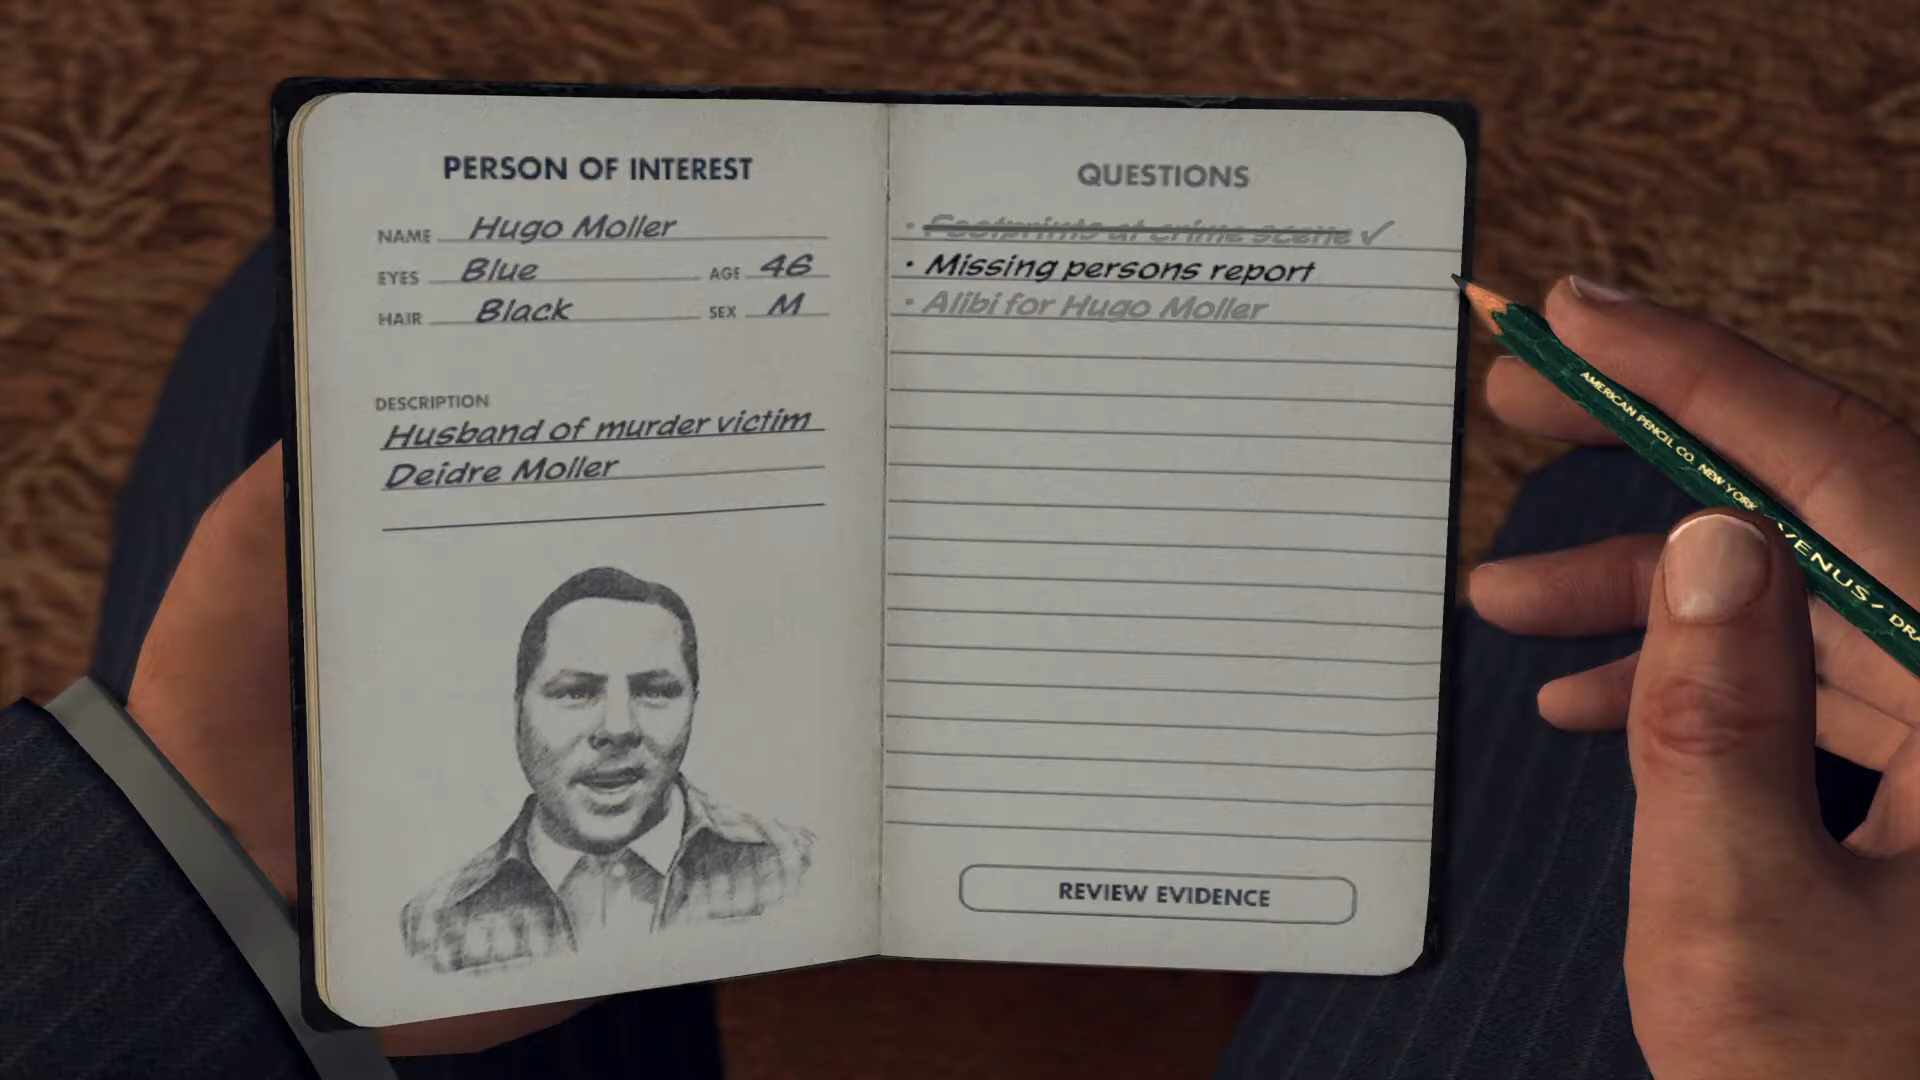 PERSON OF INTEREST
NAME Hugo Moller
EYES Blue AGE 46
HAIR Black SEX M
DESCRIPTION
Husband of murder victim
Deidre Moller
QUESTIONS
• Footprints at crime scene ✓
• Missing persons report
• Alibi for Hugo Moller
REVIEW EVIDENCE
AMERICAN PENCIL CO. NEW YORK
VENUS / DRA